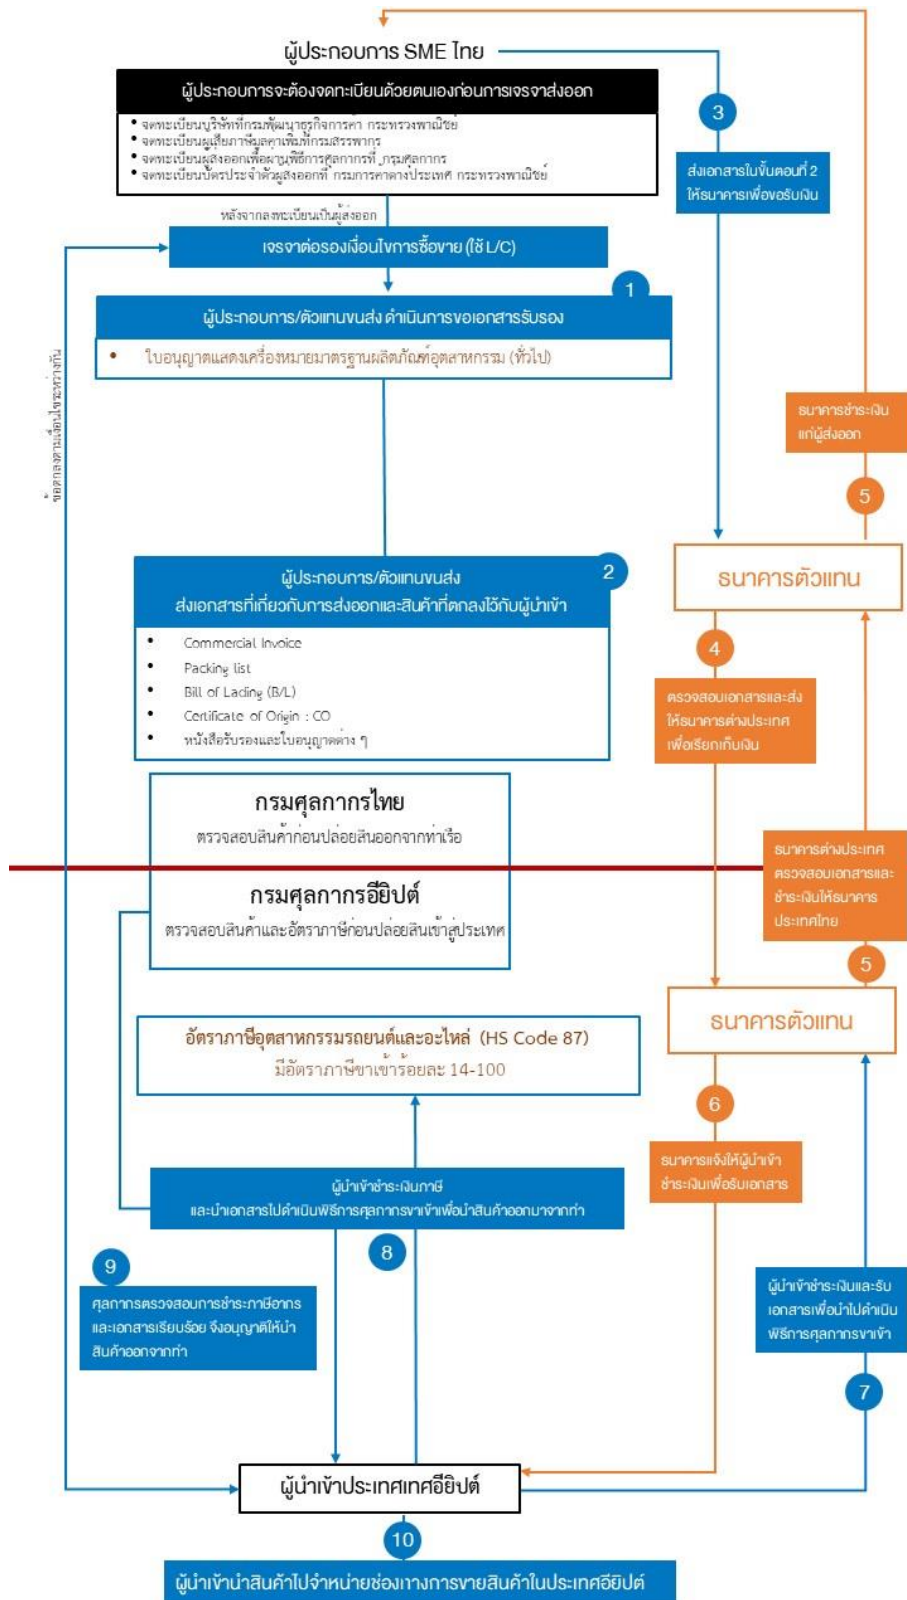 ผู้ประกอบการ SME ไทย
ผู้ประกอบการจะต้องจดทะเบียนด้วยตนเองก่อนการเจรจาส่งออก
• จดทะเบียนบริษัทที่กรมพัฒนาธุรกิจการค้า กระทรวงพาณิชย์
• จดทะเบียนผู้เสียภาษีมูลค่าเพิ่มที่กรมสรรพากร
• จดทะเบียนผู้ส่งออกเพื่อผ่านพิธีการศุลกากรที่ กรมศุลกากร
• จดทะเบียนบัตรประจำตัวผู้ส่งออกที่ กรมการค้าต่างประเทศ กระทรวงพาณิชย์
3
ส่งเอกสารในขั้นตอนที่ 2
ให้ธนาคารเพื่อขอรับเงิน
หลังจากลงทะเบียนเป็นผู้ส่งออก
เจรจาต่อรองเงื่อนไขการซื้อขาย (ใช้ L/C)
1
ผู้ประกอบการ/ตัวแทนขนส่ง ดำเนินการขอเอกสารรับรอง
• ใบอนุญาตแสดงเครื่องหมายมาตรฐานผลิตภัณฑ์อุตสาหกรรม (ทั่วไป)
ข้อตกลงตามเงื่อนไขระหว่างกัน
ธนาคารชำระเงิน
แก่ผู้ส่งออก
5
ธนาคารตัวแทน
2
ผู้ประกอบการ/ตัวแทนขนส่ง
ส่งเอกสารที่เกี่ยวกับการส่งออกและสินค้าที่ตกลงไว้กับผู้นำเข้า
• Commercial Invoice
• Packing list
• Bill of Lading (B/L)
• Certificate of Origin : CO
• หนังสือรับรองและใบอนุญาตต่าง ๆ
4
ตรวจสอบเอกสารและส่ง
ให้ธนาคารต่างประเทศ
เพื่อเรียกเก็บเงิน
กรมศุลกากรไทย
ตรวจสอบสินค้าก่อนปล่อยสินออกจากท่าเรือ
กรมศุลกากรอียิปต์
ตรวจสอบสินค้าและอัตราภาษีก่อนปล่อยสินเข้าสู่ประเทศ
ธนาคารต่างประเทศ
ตรวจสอบเอกสารและ
ชำระเงินให้ธนาคาร
ประเทศไทย
5
ธนาคารตัวแทน
อัตราภาษีอุตสาหกรรมรถยนต์และอะไหล่ (HS Code 87)
มีอัตราภาษีขาเข้าร้อยละ 14-100
6
ธนาคารแจ้งให้ผู้นำเข้า
ชำระเงินเพื่อรับเอกสาร
ผู้นำเข้าชำระเงินภาษี
และนำเอกสารไปดำเนินพิธีการศุลกากรขาเข้าเพื่อนำสินค้าออกมาจากท่า
8
9
ศุลกากรตรวจสอบการชำระภาษีอากร
และเอกสารเรียบร้อย จึงอนุญาติให้นำ
สินค้าออกจากท่า
ผู้นำเข้าชำระเงินและรับ
เอกสารเพื่อนำไปดำเนิน
พิธีการศุลกากรขาเข้า
7
ผู้นำเข้าประเทศเทศอียิปต์
10
ผู้นำเข้านำสินค้าไปจำหน่ายช่องทางการขายสินค้าในประเทศอียิปต์